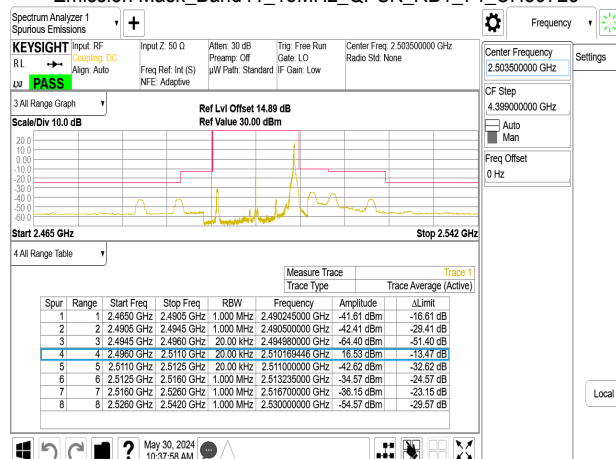 Spectrum Analyzer 1
Spurious Emissions
Frequency
KEYSIGHT
Input: RF
Coupling: DC
Align: Auto
Input Z: 50 Ω
Freq Ref: Int (S)
NFE: Adaptive
Atten: 30 dB
Preamp: Off
µW Path: Standard
Trig: Free Run
Gate: LO
IF Gain: Low
Center Freq: 2.503500000 GHz
Radio Std: None
RL
LXI
PASS
Center Frequency
2.503500000 GHz
Settings
CF Step
4.399000000 GHz
Auto
Man
Freq Offset
0 Hz
3 All Range Graph
Scale/Div 10.0 dB
Ref Lvl Offset 14.89 dB
Ref Value 30.00 dBm
20.0
10.0
0.00
-10.0
-20.0
-30.0
-40.0
-50.0
-60.0
Start 2.465 GHz
Stop 2.542 GHz
4 All Range Table
Measure Trace Trace 1
Trace Type Trace Average (Active)
Spur Range Start Freq Stop Freq RBW Frequency Amplitude ΔLimit
1 1 2.4650 GHz 2.4905 GHz 1.000 MHz 2.490245000 GHz -41.61 dBm -16.61 dB
2 2 2.4905 GHz 2.4945 GHz 1.000 MHz 2.490500000 GHz -42.41 dBm -29.41 dB
3 3 2.4945 GHz 2.4960 GHz 20.00 kHz 2.494980000 GHz -64.40 dBm -51.40 dB
4 4 2.4960 GHz 2.5110 GHz 20.00 kHz 2.510169446 GHz 16.53 dBm -13.47 dB
5 5 2.5110 GHz 2.5125 GHz 20.00 kHz 2.511000000 GHz -42.62 dBm -32.62 dB
6 6 2.5125 GHz 2.5160 GHz 1.000 MHz 2.513235000 GHz -34.57 dBm -24.57 dB
7 7 2.5160 GHz 2.5260 GHz 1.000 MHz 2.516700000 GHz -36.15 dBm -23.15 dB
8 8 2.5260 GHz 2.5420 GHz 1.000 MHz 2.530000000 GHz -54.57 dBm -29.57 dB
Local
May 30, 2024
10:37:58 AM